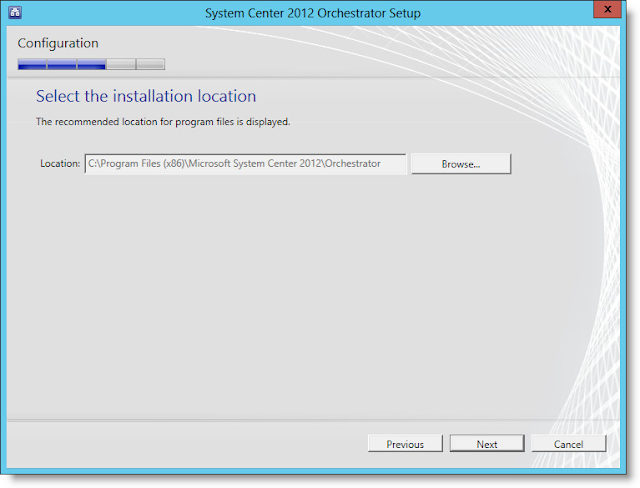 System Center 2012 Orchestrator Setup
x
Configuration
Select the installation location
The recommended location for program files is displayed.
Location: C:\Program Files (x86)\Microsoft System Center 2012\Orchestrator Browse...
Previous Next Cancel